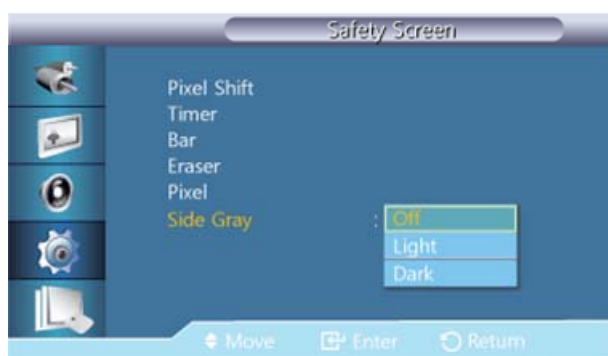 Safety Screen
Pixel Shift
Timer
Bar
Eraser
Pixel
Side Gray : Off
Light
Dark
Move Enter Return